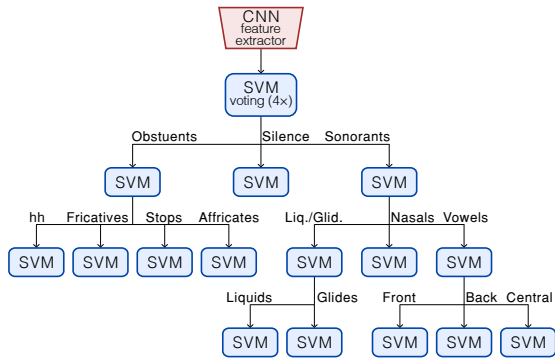 CNN
feature
extractor
SVM
voting (4×)
Obstuents Silence Sonorants
SVM SVM SVM
hh Fricatives Stops Affricates Liq./Glid. Nasals Vowels
SVM SVM SVM SVM SVM SVM SVM
Liquids Glides Front Back Central
SVM SVM SVM SVM SVM